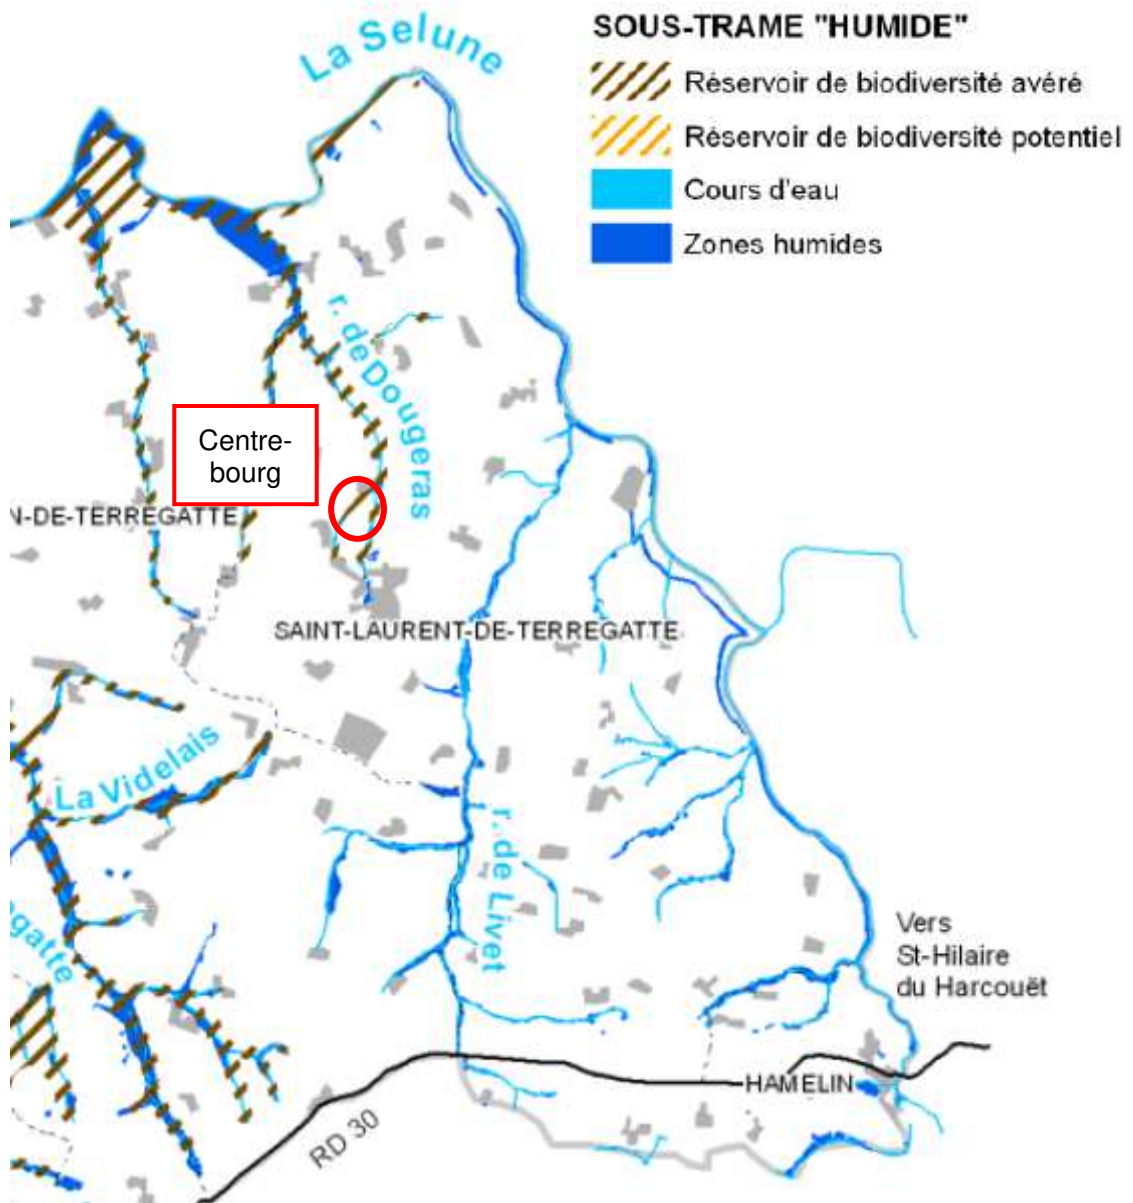 La Selune
SOUS-TRAME "HUMIDE"
Réservoir de biodiversité avéré
Réservoir de biodiversité potentiel
Cours d'eau
Zones humides
r. de Dougeras
Centre-
bourg
N-DE-TERREGATTE
SAINT-LAURENT-DE-TERREGATTE
La Videlais
r. de Livet
gatte
Vers
St-Hilaire
du Harcouët
HAMELIN
RD 30